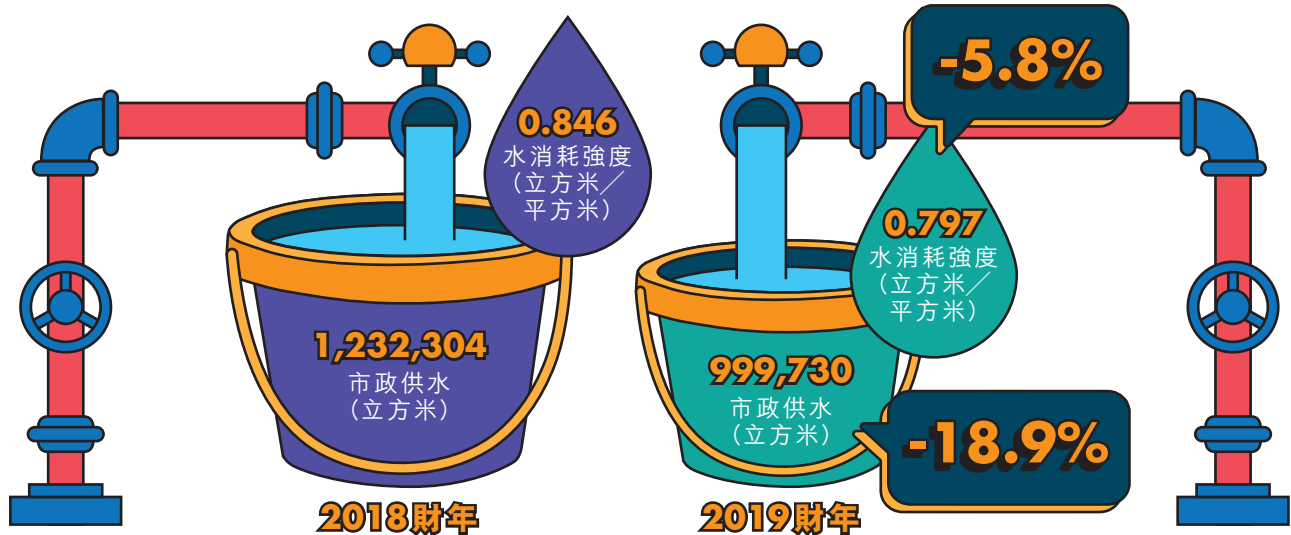 0.846
水消耗強度
（立方米／
平方米）
1,232,304
市政供水
（立方米）
2018財年
-5.8%
0.797
水消耗強度
（立方米／
平方米）
999,730
市政供水
（立方米）
-18.9%
2019財年